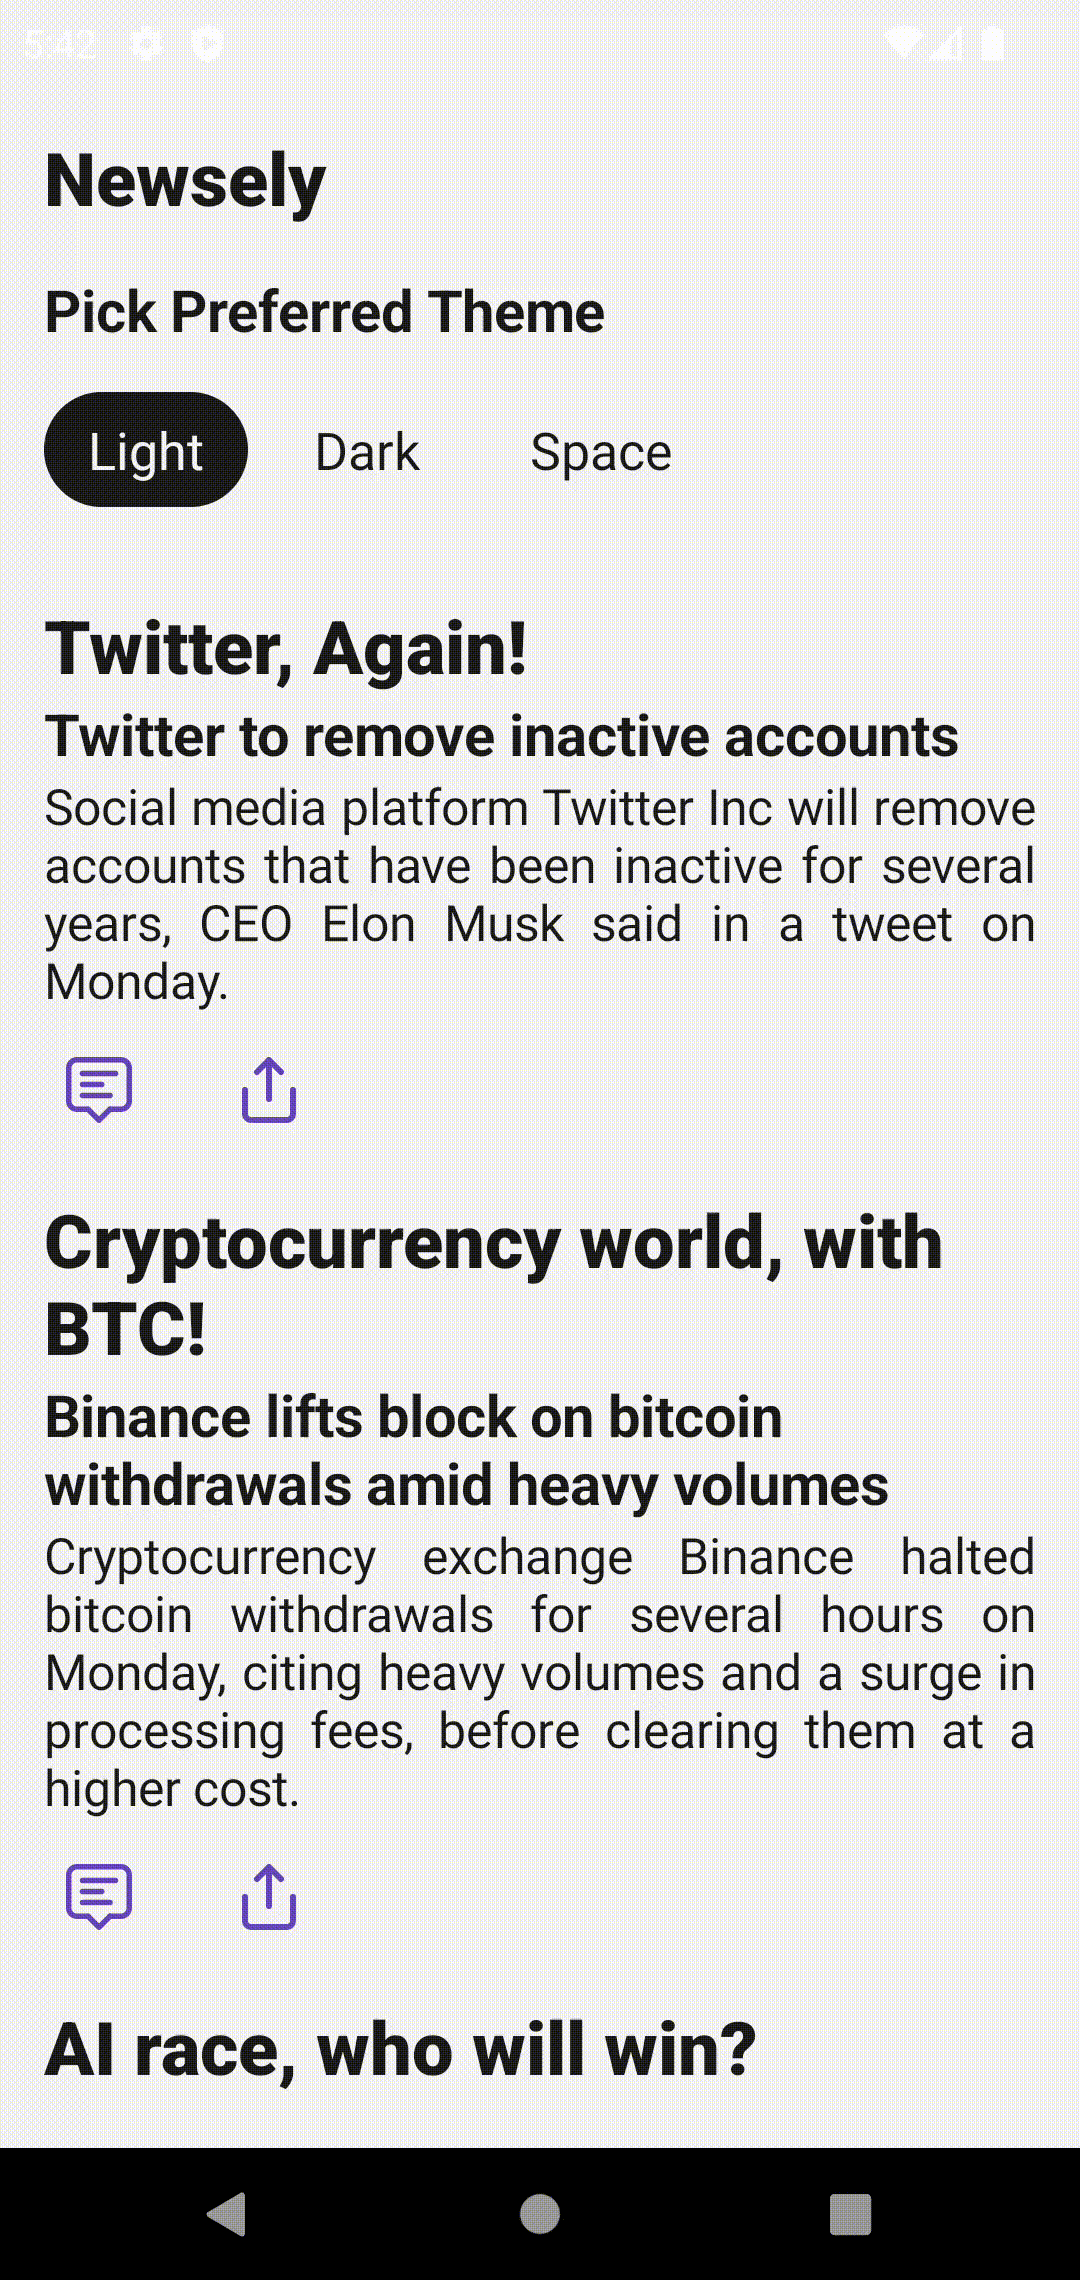 5:42
Newsely
Pick Preferred Theme
Light Dark Space
Twitter, Again!
Twitter to remove inactive accounts
Social media platform Twitter Inc will remove
accounts that have been inactive for several
years, CEO Elon Musk said in a tweet on
Monday.
Cryptocurrency world, with
BTC!
Binance lifts block on bitcoin
withdrawals amid heavy volumes
Cryptocurrency exchange Binance halted
bitcoin withdrawals for several hours on
Monday, citing heavy volumes and a surge in
processing fees, before clearing them at a
higher cost.
AI race, who will win?